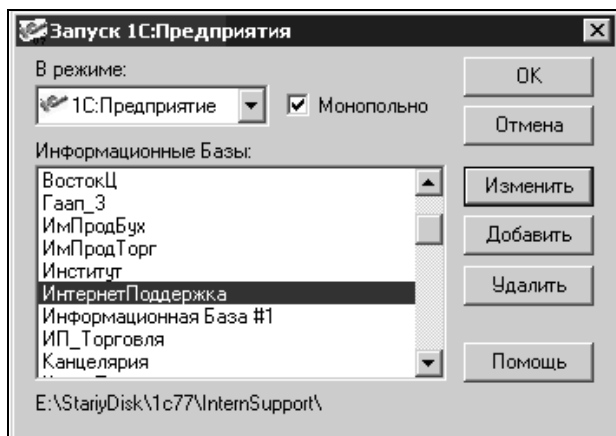 Запуск 1С:Предприятия
В режиме:
1С:Предприятие
Монопольно
OK
Отмена
Информационные Базы:
ВостокЦ
Гаап_3
ИмПродБух
ИмПродТорг
Институт
ИнтернетПоддержка
Информационная База #1
ИП_Торговля
Канцелярия
Изменить
Добавить
Удалить
Помощь
E:\StariyDisk\1c77\InternSupport\